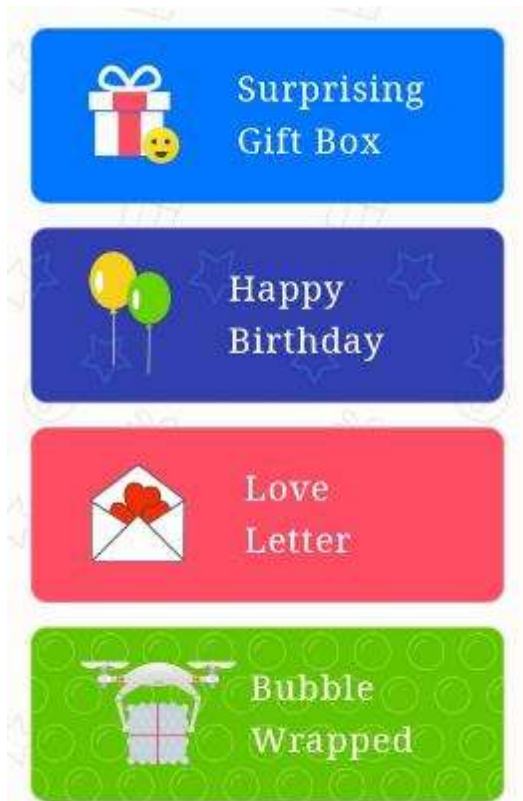 Surprising
Gift Box
Happy
Birthday
Love
Letter
Bubble
Wrapped